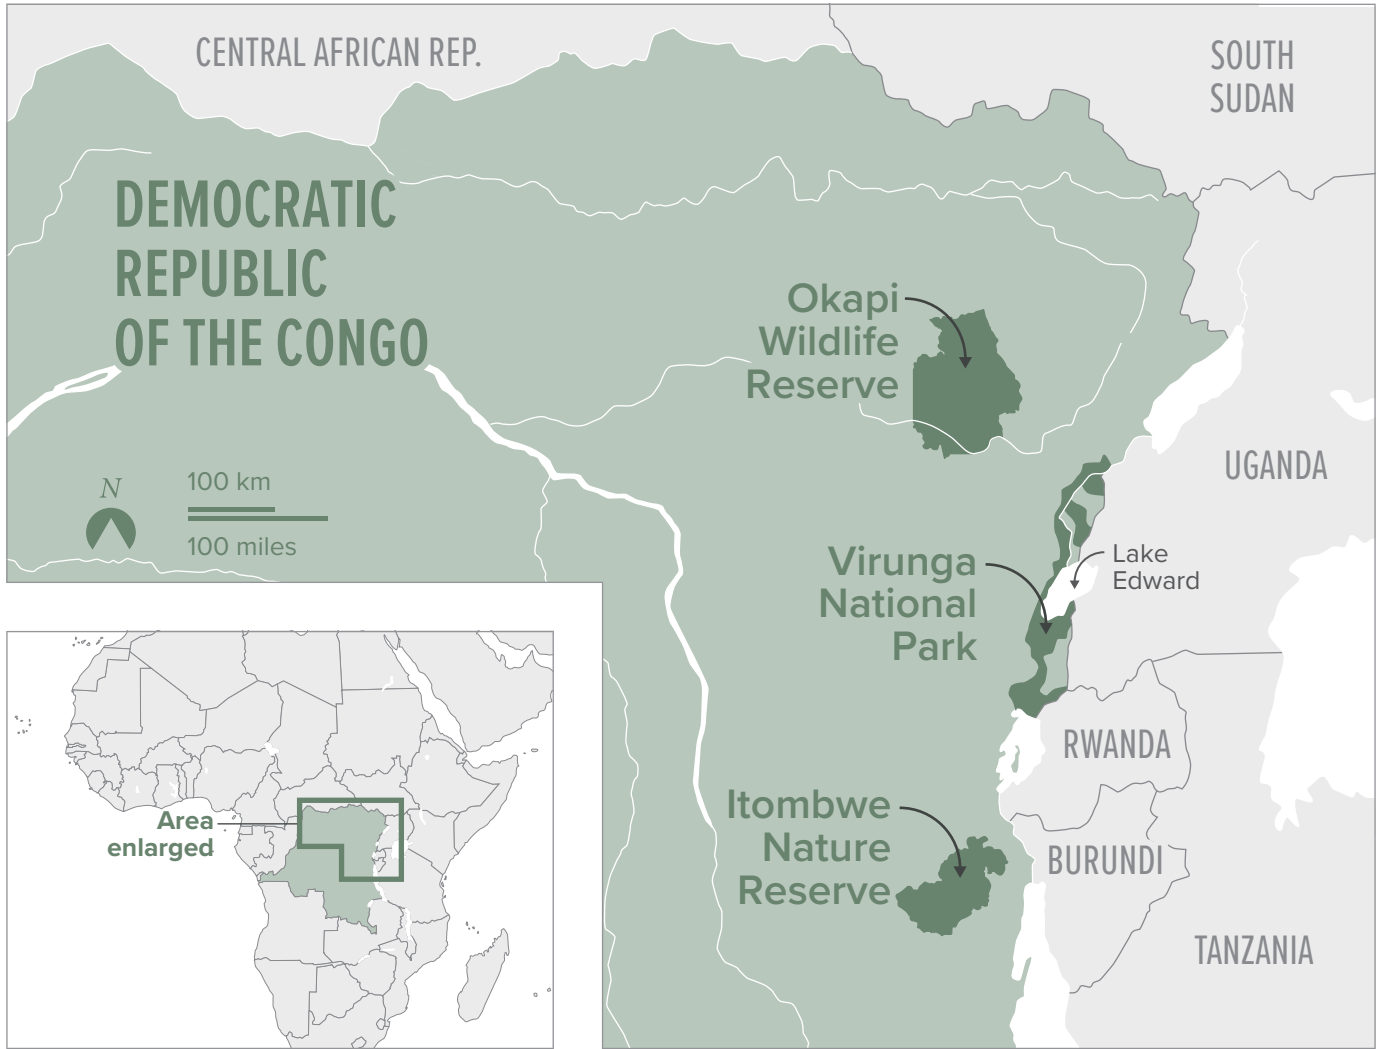 CENTRAL AFRICAN REP.
SOUTH
SUDAN
DEMOCRATIC
REPUBLIC
OF THE CONGO
Okapi
Wildlife
Reserve
UGANDA
N
100 km
100 miles
Virunga
National
Park
Lake
Edward
RWANDA
Itombwe
Nature
Reserve
BURUNDI
TANZANIA
Area
enlarged